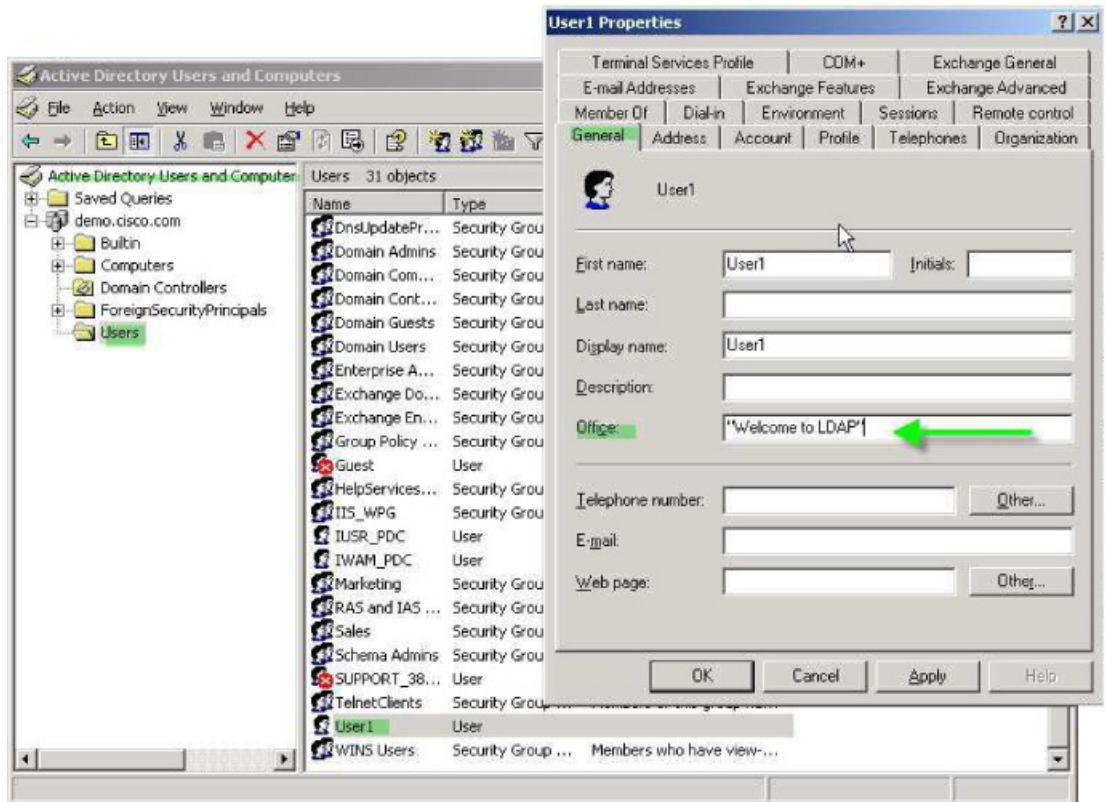 User1 Properties
Terminal Services Profile COM+ Exchange General
E-mail Addresses Exchange Features Exchange Advanced
Member Of Dial-in Environment Sessions Remote control
General Address Account Profile Telephones Organization
User1
First name: User1 Initials:
Last name:
Display name: User1
Description:
Office: "Welcome to LDAP"
Telephone number: Other...
E-mail:
Web page: Other...
OK Cancel Apply Help
Active Directory Users and Computers
File Action View Window Help
Active Directory Users and Computer
Saved Queries
demo.cisco.com
Builtin
Computers
Domain Controllers
ForeignSecurityPrincipals
Users
Users 31 objects
Name Type
DnsUpdatePr... Security Grou
Domain Admins Security Grou
Domain Com... Security Grou
Domain Cont... Security Grou
Domain Guests Security Grou
Domain Users Security Grou
Enterprise A... Security Grou
Exchange Do... Security Grou
Exchange En... Security Grou
Group Policy ... Security Grou
Guest User
HelpServices... Security Grou
IIS_WPG Security Grou
IUSR_PDC User
IWAM_PDC User
Marketing Security Grou
RAS and IAS ... Security Grou
Sales Security Grou
Schema Admins Security Grou
SUPPORT_38... User
TelnetClients Security Group ... Members of this group
User1 User
WINS Users Security Group ... Members who have view-...